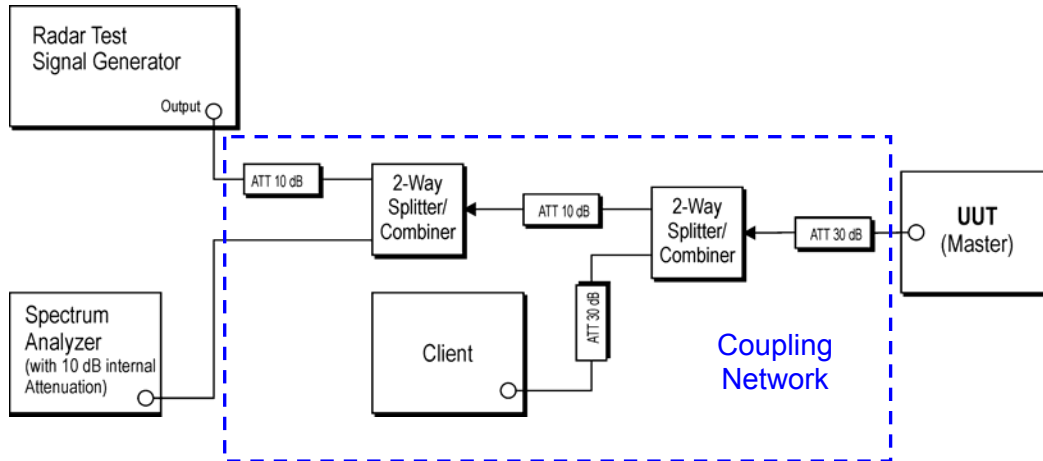 Radar Test
Signal Generator
Output
ATT 10 dB
2-Way
Splitter/
Combiner
ATT 10 dB
2-Way
Splitter/
Combiner
ATT 30 dB
UUT
(Master)
Spectrum
Analyzer
(with 10 dB internal
Attenuation)
Client
ATT 30 dB
Coupling
Network